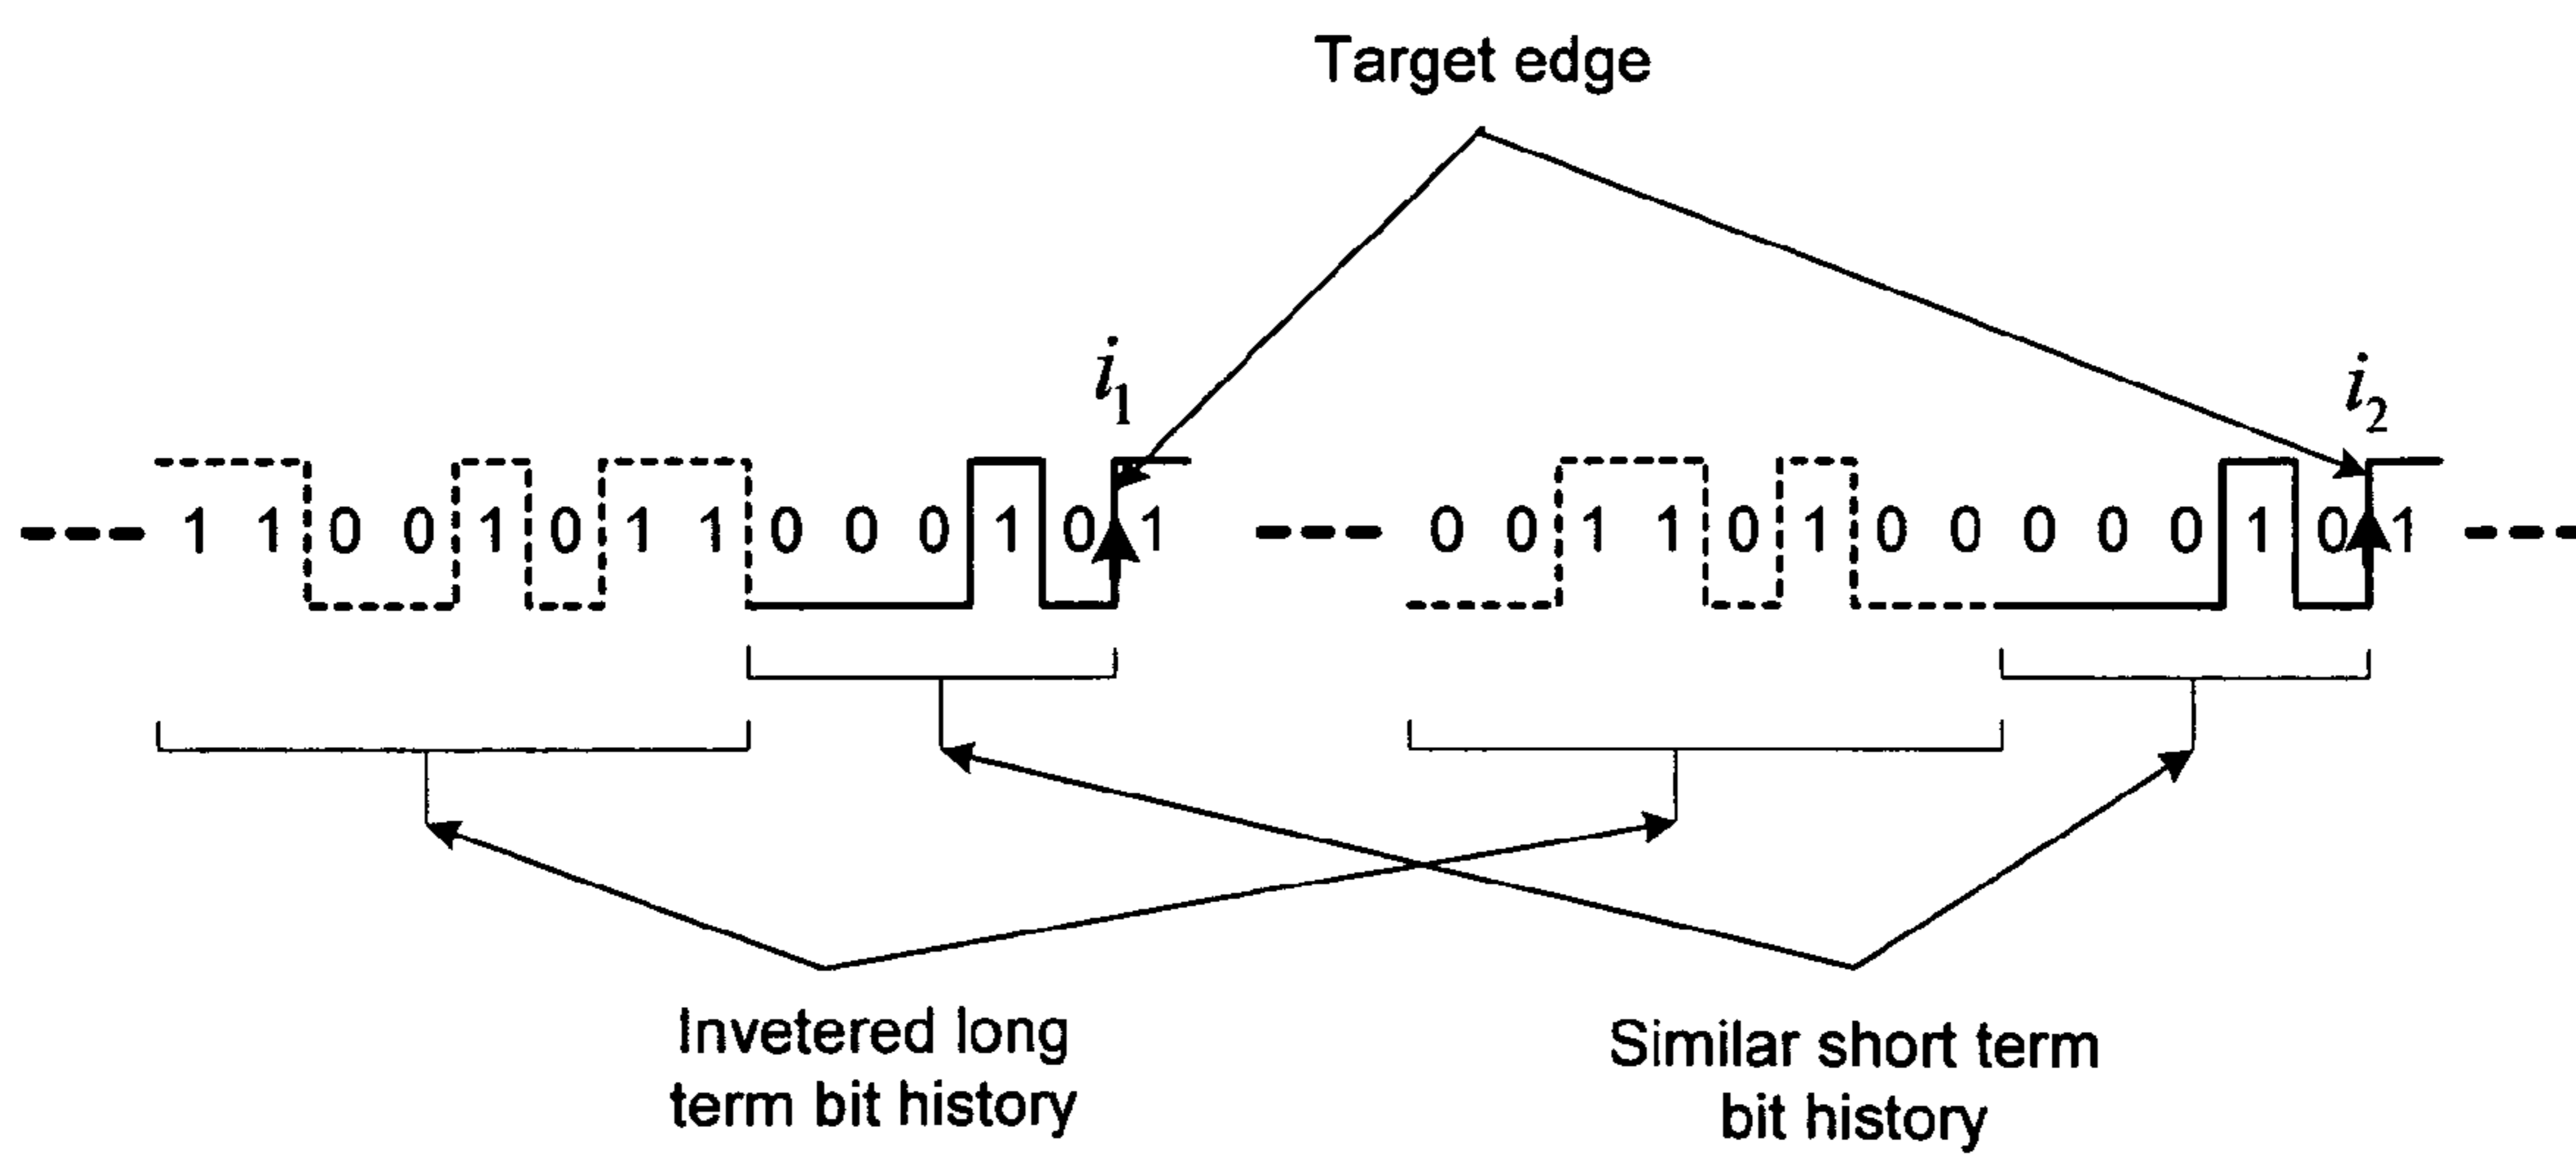 Target edge
i1
i2
1 1 0 0 1 0 1 1 0 0 0 1 0 1 0 0 1 1 0 1 0 0 0 0 0 1 0 1
Invetered long
term bit history
Similar short term
bit history